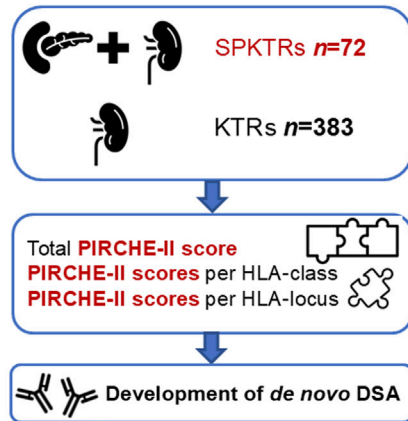 SPKTRs n=72
KTRs n=383
Total PIRCHE-II score
PIRCHE-II scores per HLA-class
PIRCHE-II scores per HLA-locus
Development of de novo DSA